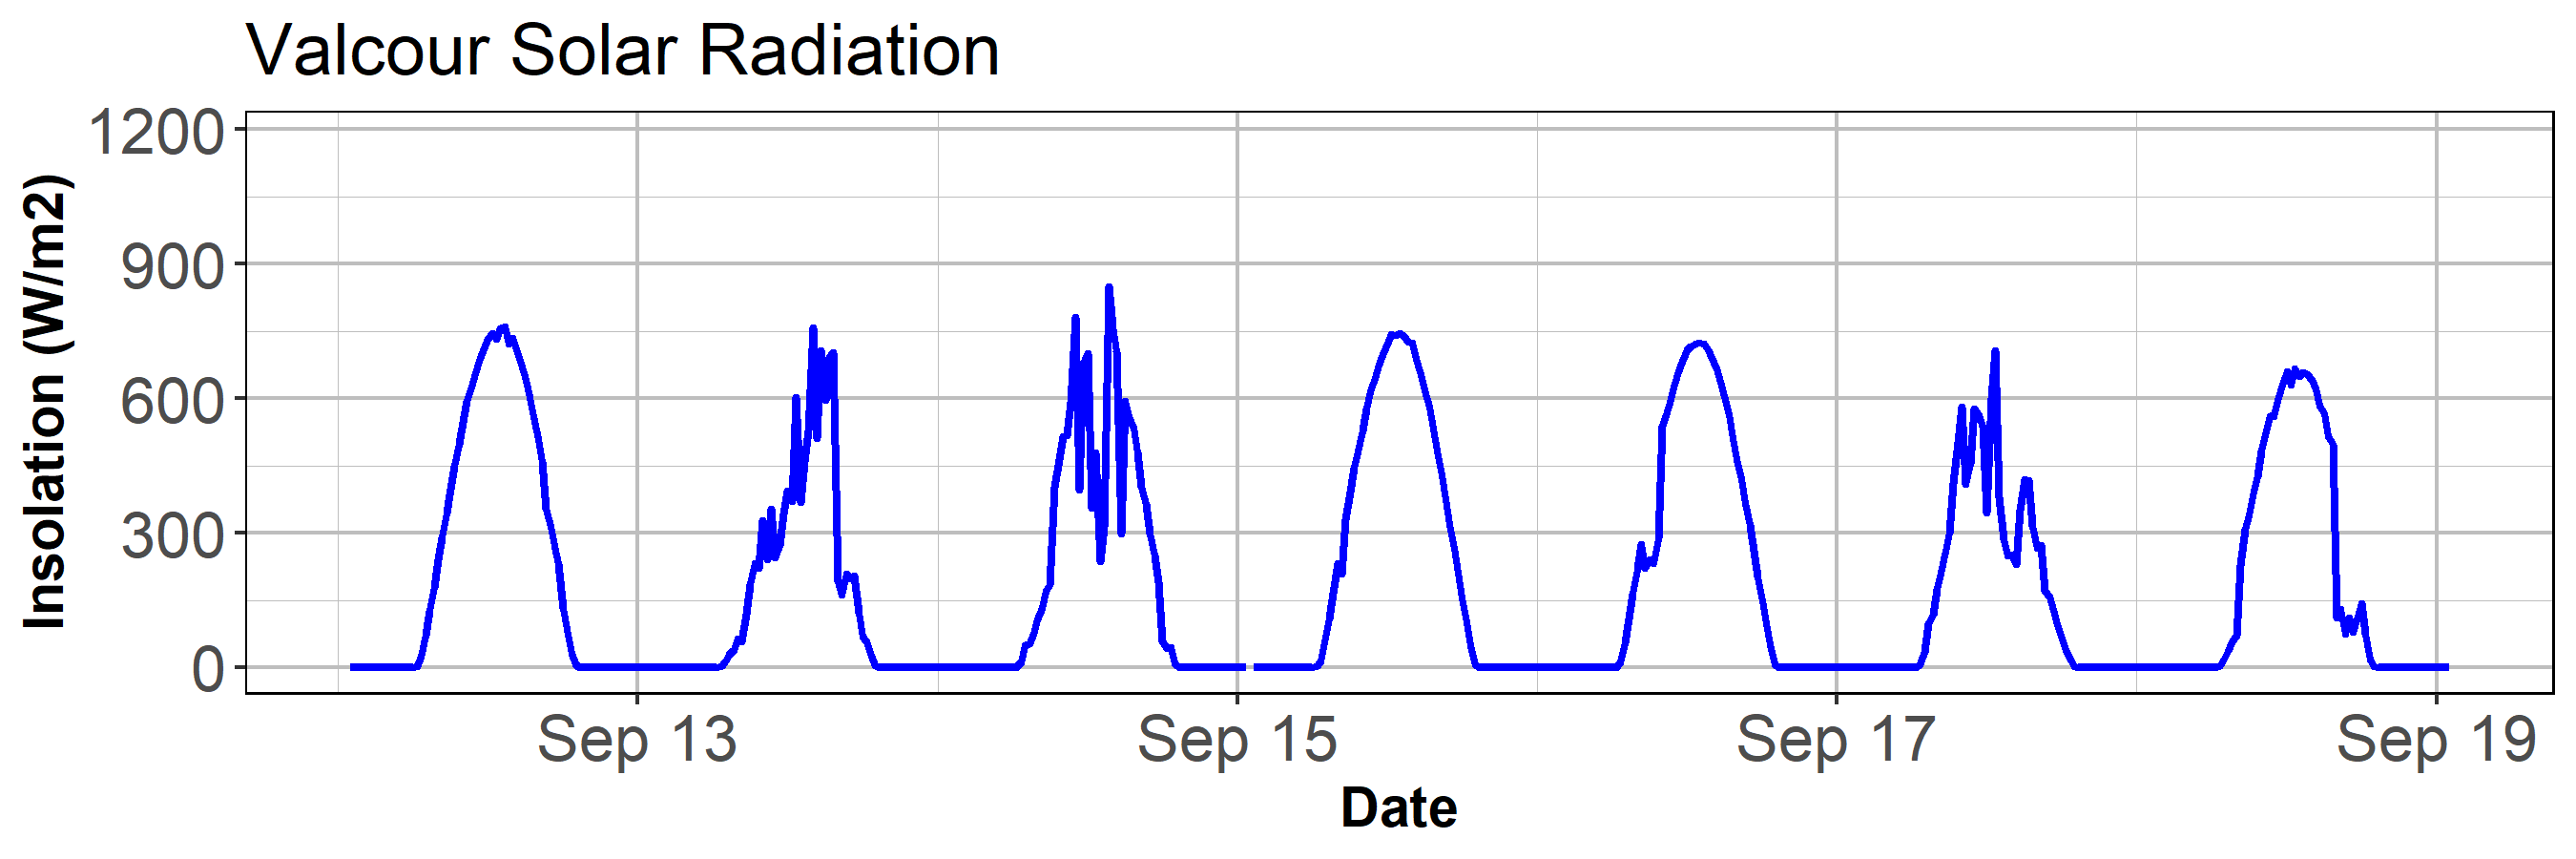 Valcour Solar Radiation
Insolation (W/m2)
1200
900
600
300
0
Sep 13
Sep 15
Sep 17
Sep 19
Date